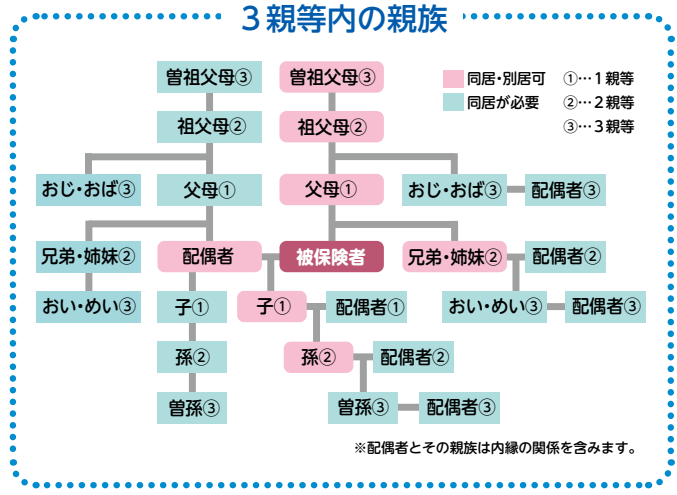 3親等内の親族
曽祖父母③ 曽祖父母③ 同居・別居可 ①…1親等
同居が必要 ②…2親等
祖父母② 祖父母② ③…3親等
おじ・おば③ 父母① 父母① おじ・おば③ 配偶者③
兄弟・姉妹② 配偶者 被保険者 兄弟・姉妹② 配偶者②
おい・めい③ 子① 子① 配偶者① おい・めい③ 配偶者③
孫② 孫② 配偶者②
曽孫③ 曽孫③ 配偶者③
※配偶者とその親族は内縁の関係を含みます。